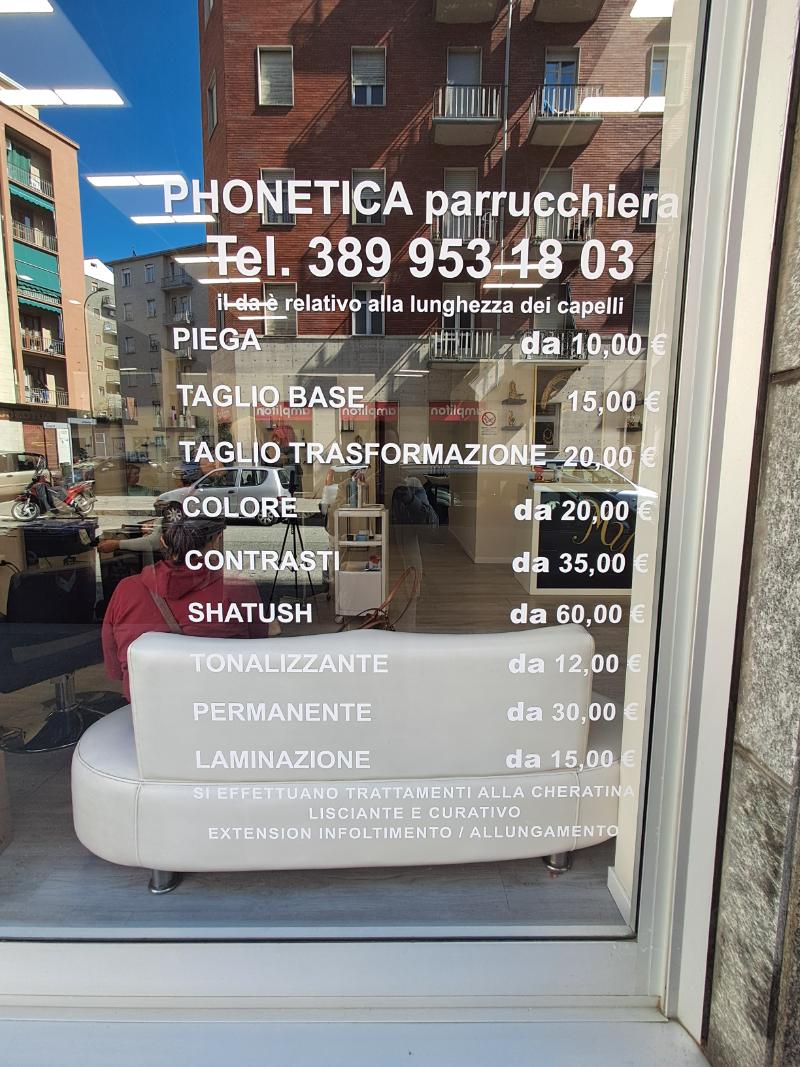 PHONETICA parrucchiera
Tel. 389 953 18 03
il da è relativo alla lunghezza dei capelli
PIEGA da 10,00 €
TAGLIO BASE 15,00 €
TAGLIO TRASFORMAZIONE 20,00 €
COLORE da 20,00 €
CONTRASTI da 35,00 €
SHATUSH da 60,00 €
TONALIZZANTE da 12,00 €
PERMANENTE da 30,00 €
LAMINAZIONE da 15,00 €
SI EFFETTUANO TRATTAMENTI ALLA CHERATINA
LISCIANTE E CURATIVO
EXTENSION INFOLTIMENTO / ALLUNGAMENTO